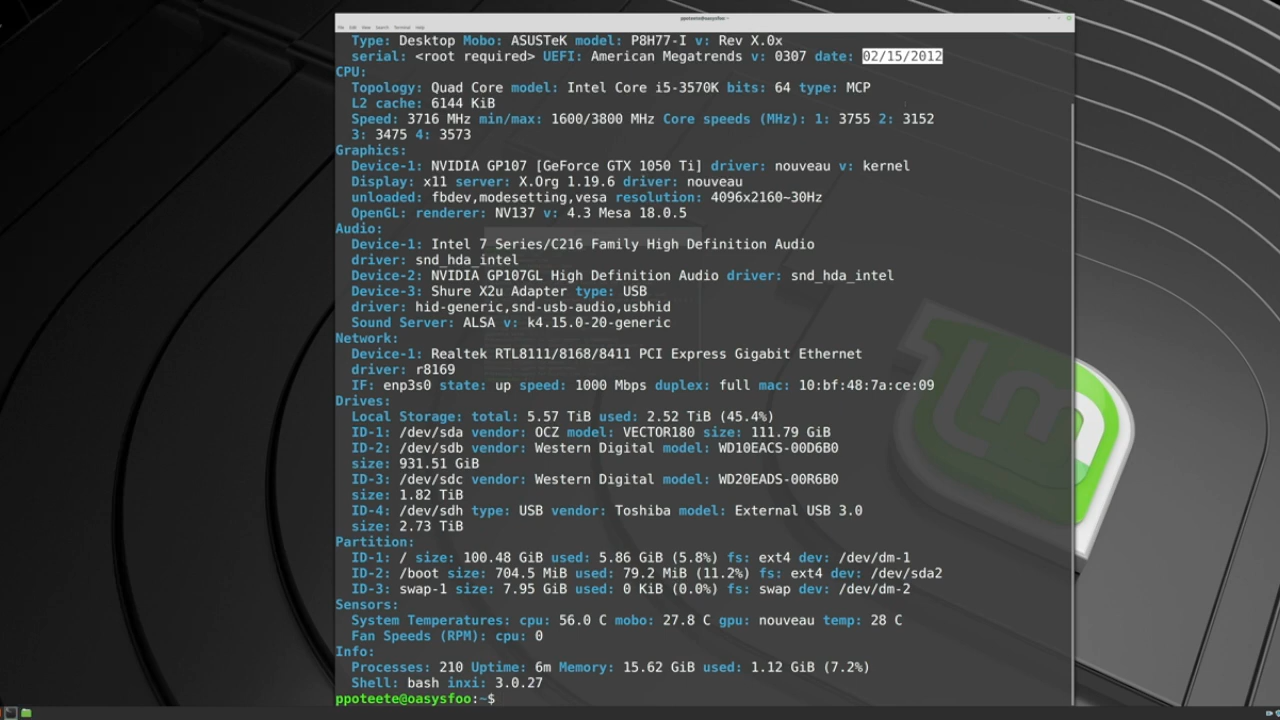 ppoteete@oasysfoo ~
File Edit View Search Terminal Help
Type: Desktop Mobo: ASUSTeK model: P8H77-I v: Rev X.0x
serial: <root required> UEFI: American Megatrends v: 0307 date: 02/15/2012
CPU:
Topology: Quad Core model: Intel Core i5-3570K bits: 64 type: MCP
L2 cache: 6144 KiB
Speed: 3716 MHz min/max: 1600/3800 MHz Core speeds (MHz): 1: 3755 2: 3152
3: 3475 4: 3573
Graphics:
Device-1: NVIDIA GP107 [GeForce GTX 1050 Ti] driver: nouveau v: kernel
Display: x11 server: X.Org 1.19.6 driver: nouveau
unloaded: fbdev,modesetting,vesa resolution: 4096x2160~30Hz
OpenGL: renderer: NV137 v: 4.3 Mesa 18.0.5
Audio:
Device-1: Intel 7 Series/C216 Family High Definition Audio
driver: snd_hda_intel
Device-2: NVIDIA GP107GL High Definition Audio driver: snd_hda_intel
Device-3: Shure X2u Adapter type: USB
driver: hid-generic,snd-usb-audio,usbhid
Sound Server: ALSA v: k4.15.0-20-generic
Network:
Device-1: Realtek RTL8111/8168/8411 PCI Express Gigabit Ethernet
driver: r8169
IF: enp3s0 state: up speed: 1000 Mbps duplex: full mac: 10:bf:48:7a:ce:09
Drives:
Local Storage: total: 5.57 TiB used: 2.52 TiB (45.4%)
ID-1: /dev/sda vendor: OCZ model: VECTOR180 size: 111.79 GiB
ID-2: /dev/sdb vendor: Western Digital model: WD10EACS-00D6B0
size: 931.51 GiB
ID-3: /dev/sdc vendor: Western Digital model: WD20EADS-00R6B0
size: 1.82 TiB
ID-4: /dev/sdh type: USB vendor: Toshiba model: External USB 3.0
size: 2.73 TiB
Partition:
ID-1: / size: 100.48 GiB used: 5.86 GiB (5.8%) fs: ext4 dev: /dev/dm-1
ID-2: /boot size: 704.5 MiB used: 79.2 MiB (11.2%) fs: ext4 dev: /dev/sda2
ID-3: swap-1 size: 7.95 GiB used: 0 KiB (0.0%) fs: swap dev: /dev/dm-2
Sensors:
System Temperatures: cpu: 56.0 C mobo: 27.8 C gpu: nouveau temp: 28 C
Fan Speeds (RPM): cpu: 0
Info:
Processes: 210 Uptime: 6m Memory: 15.62 GiB used: 1.12 GiB (7.2%)
Shell: bash inxi: 3.0.27
ppoteete@oasysfoo:~$